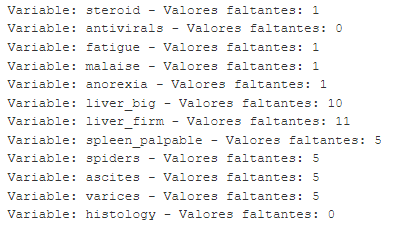 Variable: steroid - Valores faltantes: 1
Variable: antivirals - Valores faltantes: 0
Variable: fatigue - Valores faltantes: 1
Variable: malaise - Valores faltantes: 1
Variable: anorexia - Valores faltantes: 1
Variable: liver_big - Valores faltantes: 10
Variable: liver_firm - Valores faltantes: 11
Variable: spleen_palpable - Valores faltantes: 5
Variable: spiders - Valores faltantes: 5
Variable: ascites - Valores faltantes: 5
Variable: varices - Valores faltantes: 5
Variable: histology - Valores faltantes: 0